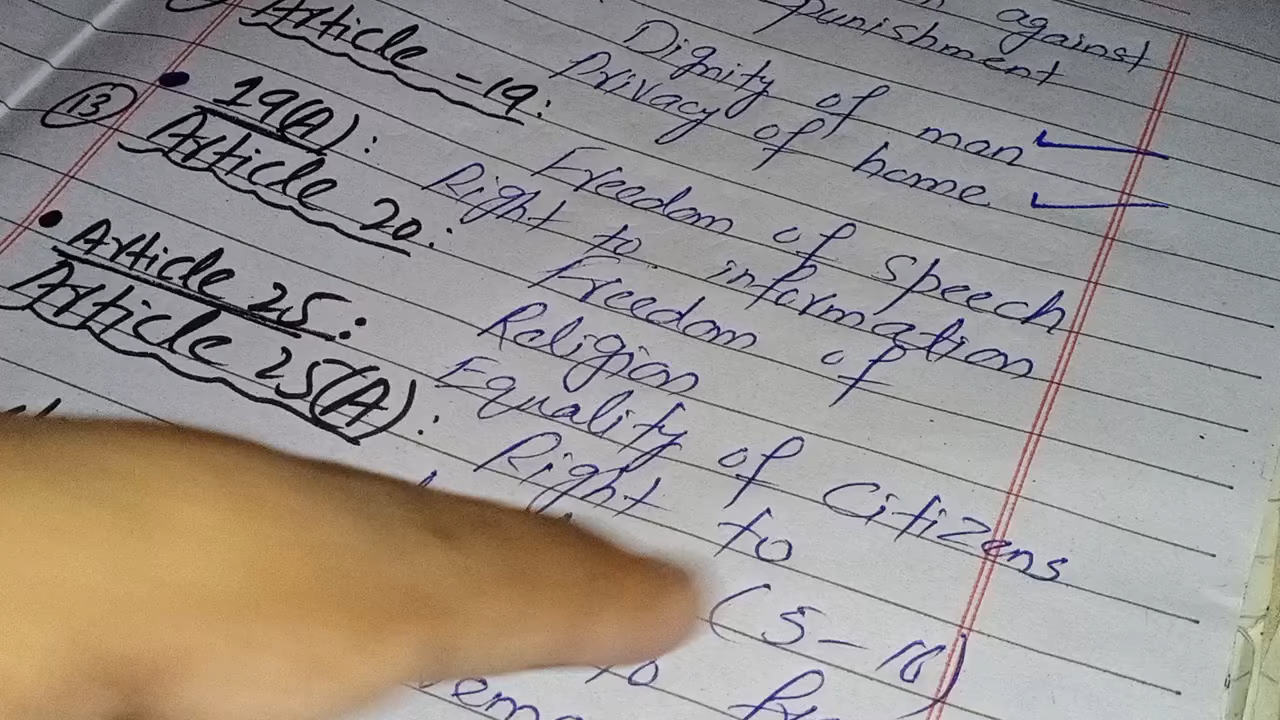 against
punishment
Dignity of man
Privacy of home
Article - 19: Freedom of Speech
19(A): Right to information
(13) Article 20: Freedom of
Religion
Article 25: Equality of Citizens
Article 25(A): Right to
(5-16)
to